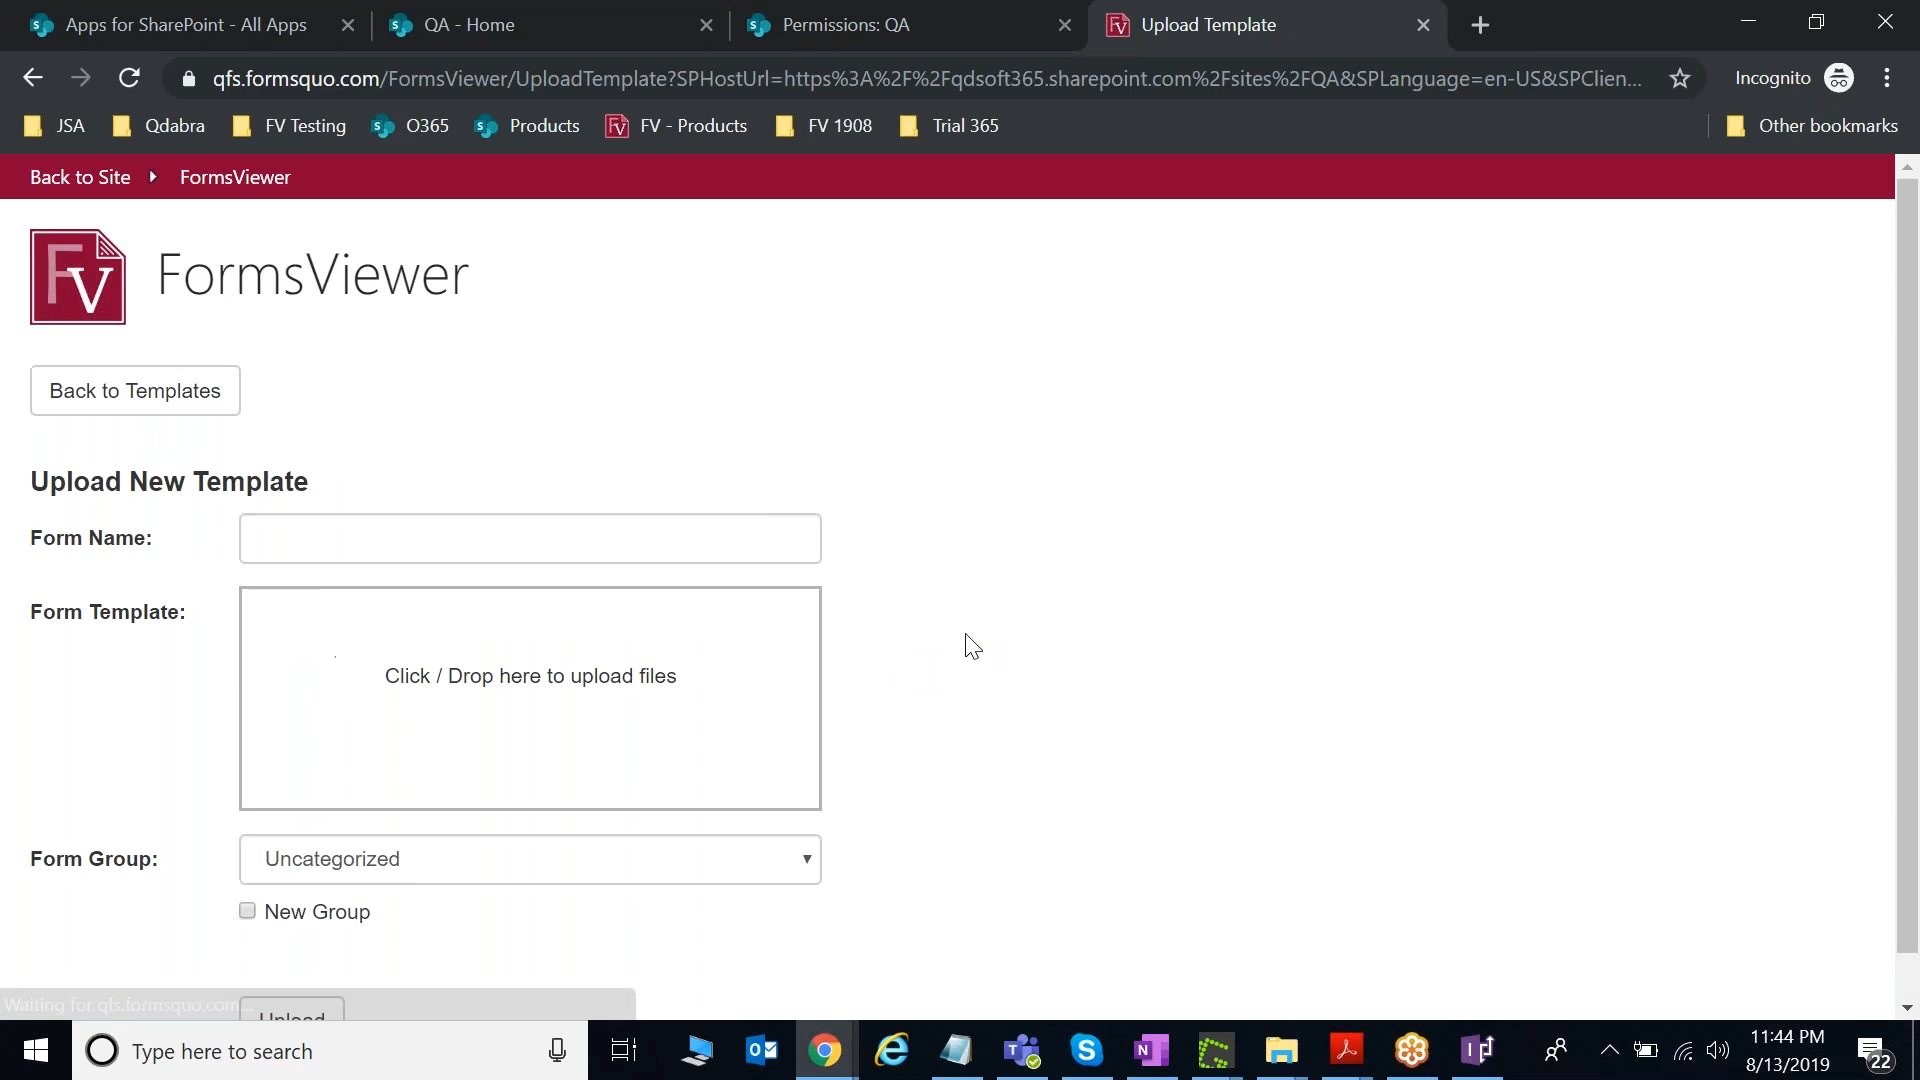 Apps for SharePoint - All Apps
QA - Home
Permissions: QA
Upload Template
qfs.formsquo.com/FormsViewer/UploadTemplate?SPHostUrl=https%3A%2F%2Fqdsoft365.sharepoint.com%2Fsites%2FQA&SPLanguage=en-US&SPClien...
Incognito
JSA
Qdabra
FV Testing
O365
Products
FV - Products
FV 1908
Trial 365
Other bookmarks
Back to Site
FormsViewer
FV
FormsViewer
Back to Templates
Upload New Template
Form Name:
Form Template:
Click / Drop here to upload files
Form Group:
Uncategorized
New Group
Waiting for qfs.formsquo.com...
Upload
Type here to search
11:44 PM
8/13/2019
22